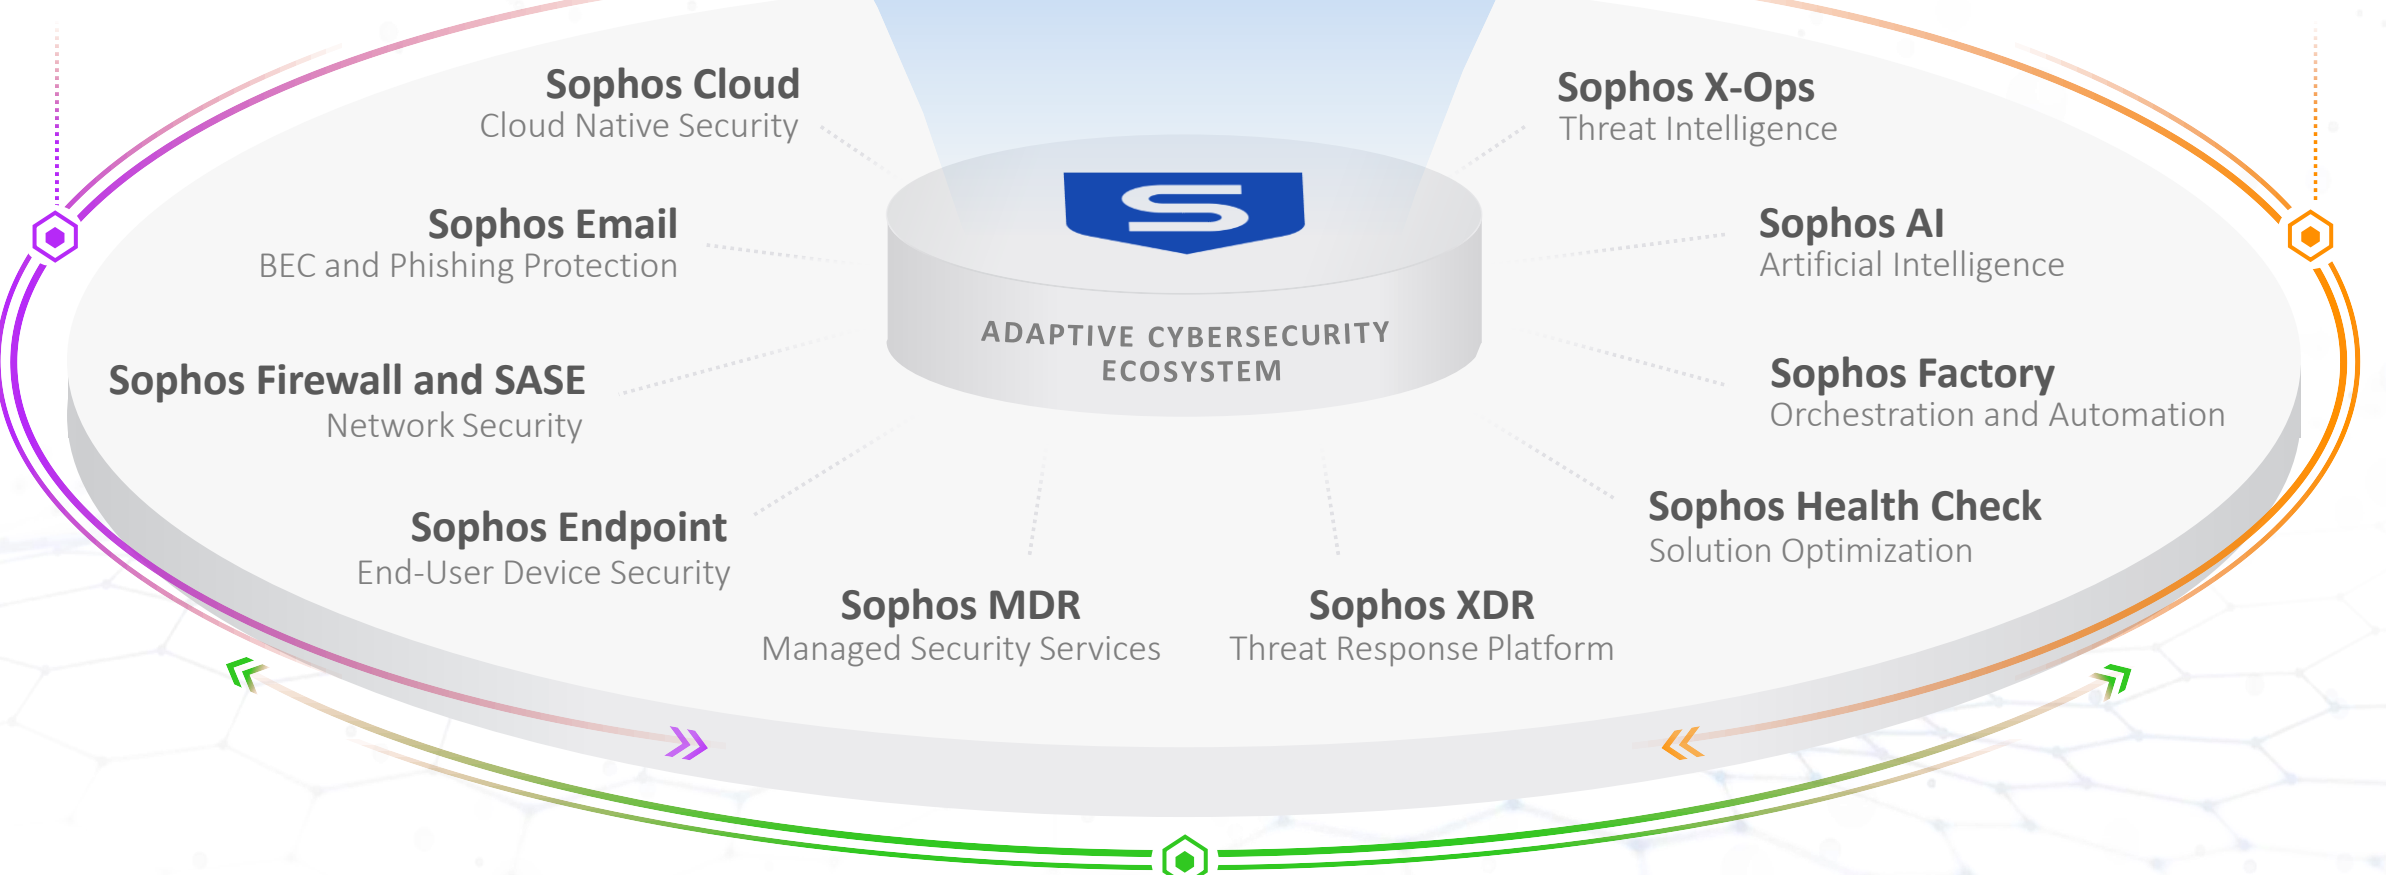 Sophos Cloud
Cloud Native Security
Sophos Email
BEC and Phishing Protection
Sophos Firewall and SASE
Network Security
Sophos Endpoint
End-User Device Security
Sophos MDR
Managed Security Services
Sophos XDR
Threat Response Platform
Sophos Health Check
Solution Optimization
Sophos Factory
Orchestration and Automation
Sophos AI
Artificial Intelligence
Sophos X-Ops
Threat Intelligence
S
ADAPTIVE CYBERSECURITY
ECOSYSTEM